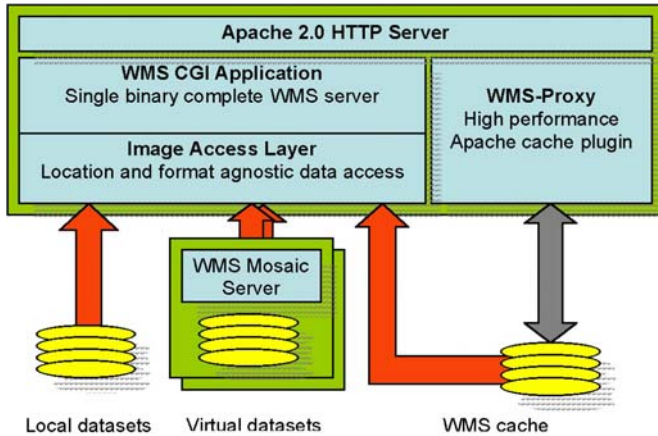 Apache 2.0 HTTP Server
WMS CGI Application
Single binary complete WMS server
Image Access Layer
Location and format agnostic data access
WMS-Proxy
High performance
Apache cache plugin
WMS Mosaic
Server
Local datasets
Virtual datasets
WMS cache